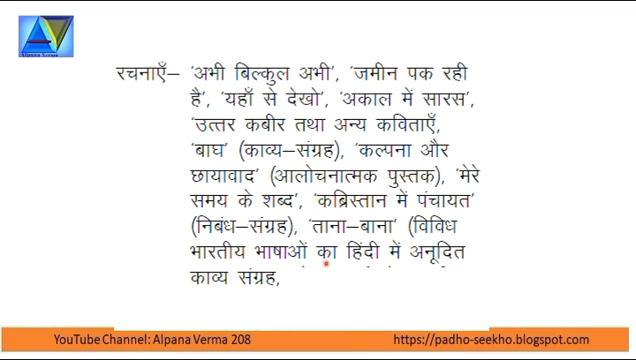 Alpana Verma
रचनाएँ– 'अभी बिल्कुल अभी', 'जमीन पक रही
है', 'यहाँ से देखो', 'अकाल में सारस',
'उत्तर कबीर तथा अन्य कविताएँ,
'बाघ' (काव्य–संग्रह), 'कल्पना और
छायावाद' (आलोचनात्मक पुस्तक), 'मेरे
समय के शब्द', 'कब्रिस्तान में पंचायत'
(निबंध–संग्रह), 'ताना–बाना' (विविध
भारतीय भाषाओं का हिंदी में अनूदित
काव्य संग्रह,
YouTube Channel: Alpana Verma 208 https://padho-seekho.blogspot.com